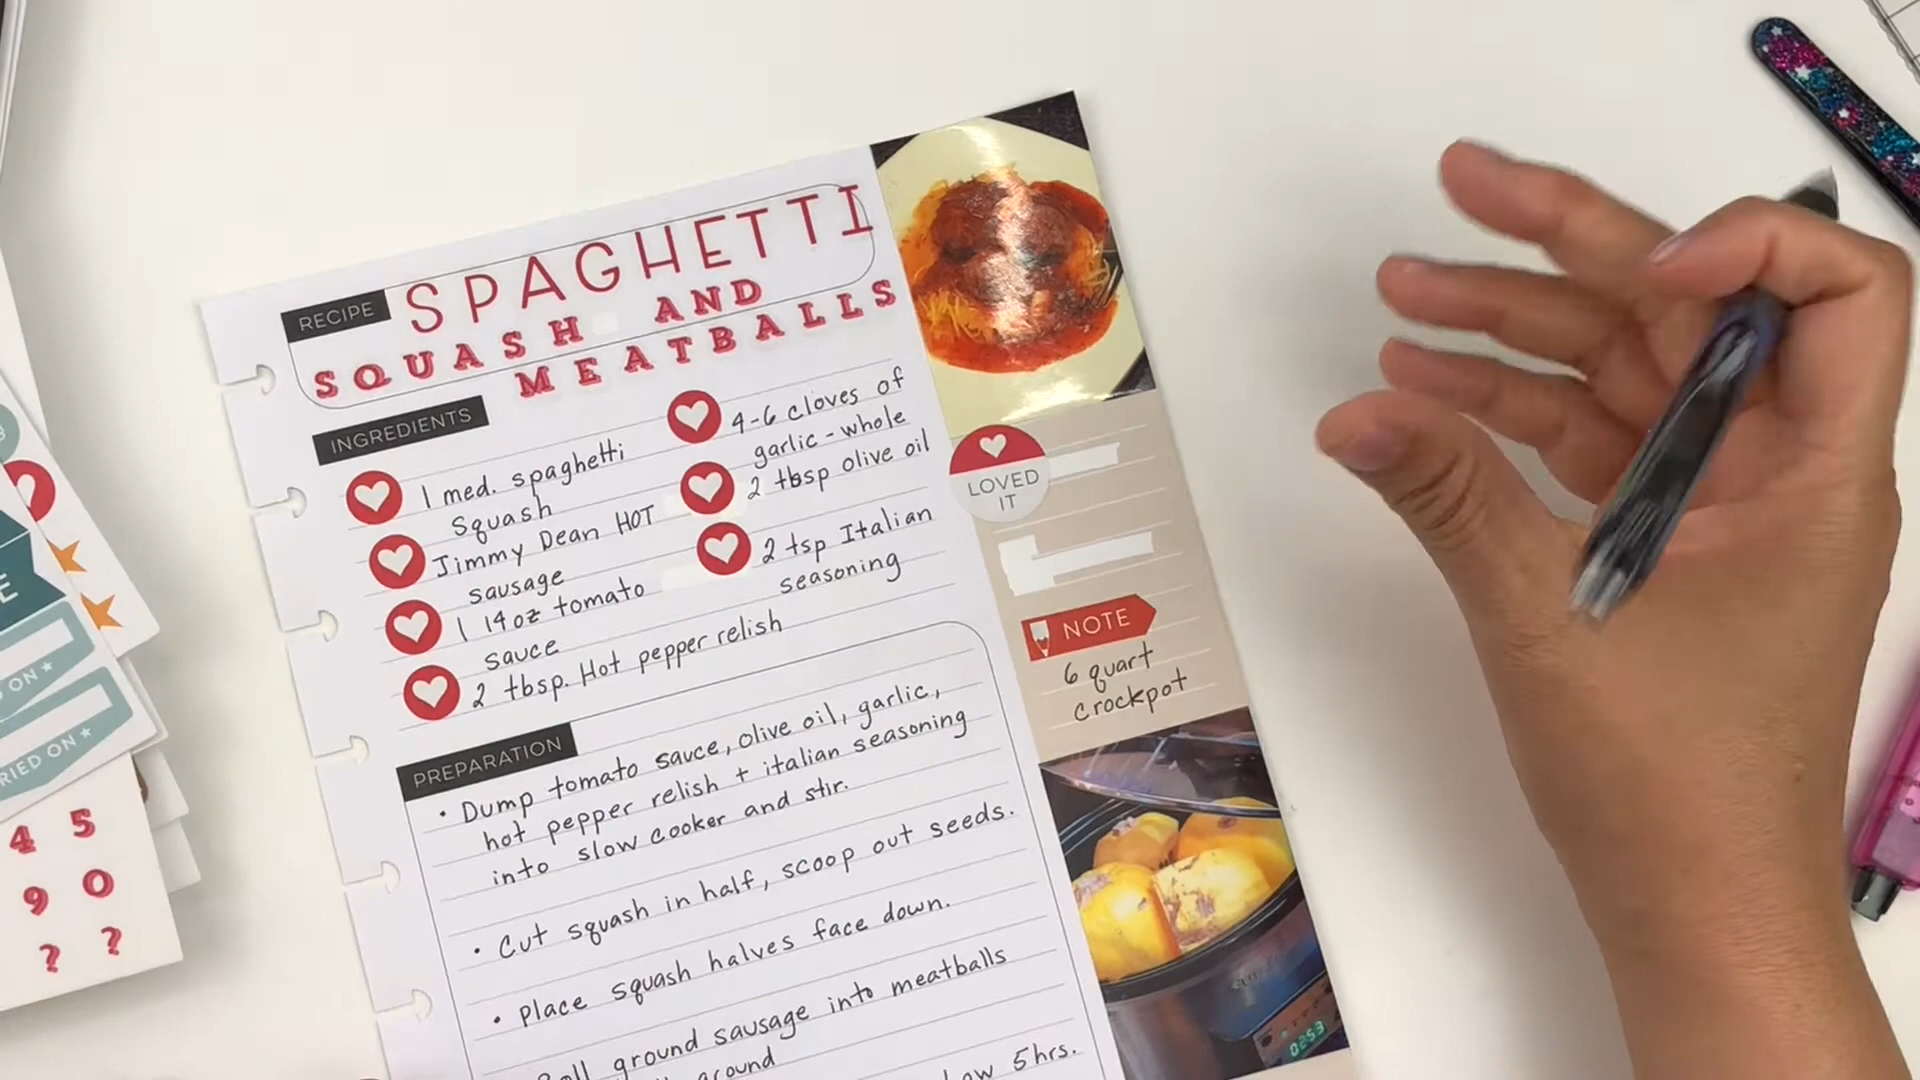 RECIPE
SPAGHETTI
SQUASH AND
MEATBALLS
INGREDIENTS
1 med. spaghetti
squash
Jimmy Dean HOT
sausage
1 14oz tomato
sauce
2 tbsp. Hot pepper relish
4-6 cloves of
garlic - whole
2 tbsp olive oil
2 tsp Italian
seasoning
LOVED
IT
NOTE
6 quart
crockpot
PREPARATION
• Dump tomato sauce, olive oil, garlic,
hot pepper relish + italian seasoning
into slow cooker and stir.
• Cut squash in half, scoop out seeds.
• Place squash halves face down.
ground sausage into meatballs
around
low 5hrs.
0253
ON ★
RIED ON ★
4 5
9 0
? ?